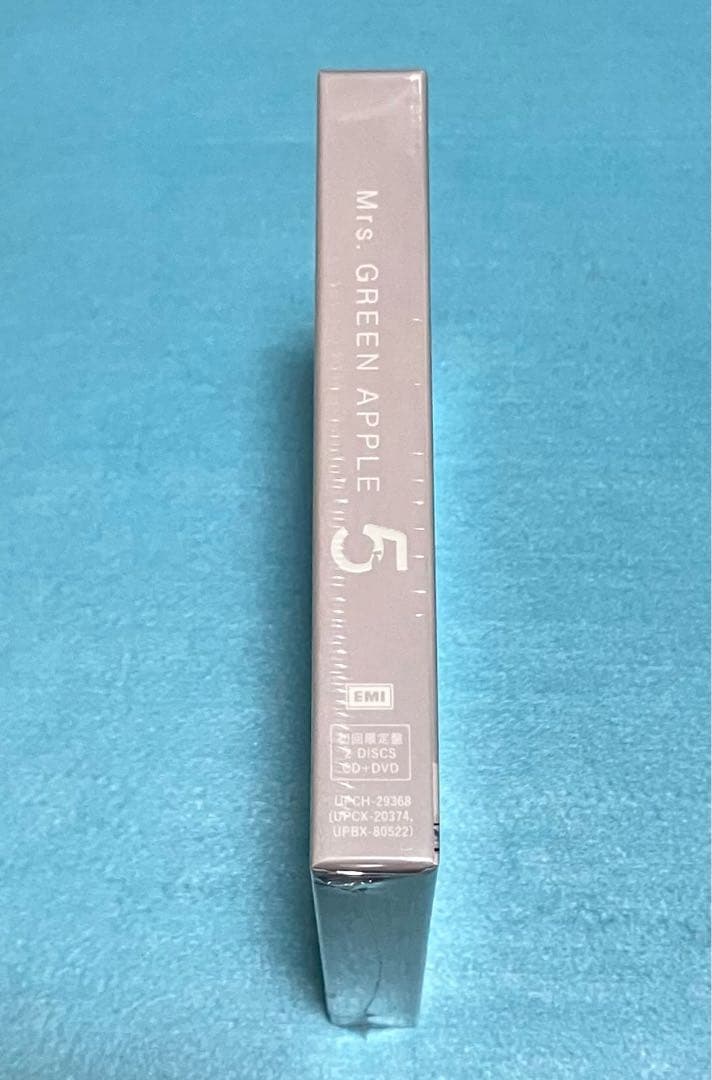 Mrs. GREEN APPLE
5
EMI
初回限定盤
2 DISCS
CD+DVD
UPCH-29368
(UPCX-20374,
UPBX-80522)